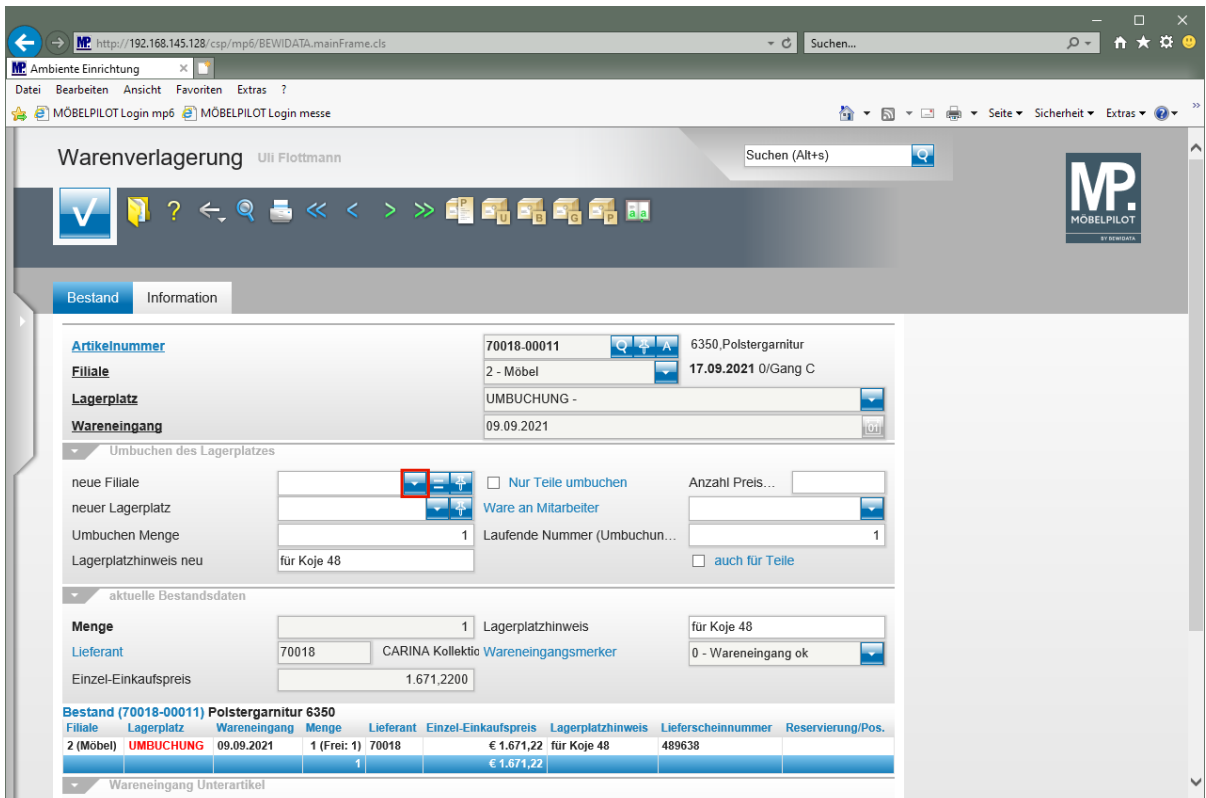 http://192.168.145.128/csp/mp6/BEWIDATA.mainFrame.cls
Suchen...
Ambiente Einrichtung
Datei Bearbeiten Ansicht Favoriten Extras ?
MÖBELPILOT Login mp6 MÖBELPILOT Login messe Seite Sicherheit Extras
Warenverlagerung Uli Flottmann
Suchen (Alt+s)
MP.
MÖBELPILOT
BY BEWIDATA
Bestand Information
Artikelnummer 70018-00011 6350,Polstergarnitur
Filiale 2 - Möbel 17.09.2021 0/Gang C
Lagerplatz UMBUCHUNG -
Wareneingang 09.09.2021
Umbuchen des Lagerplatzes
neue Filiale Nur Teile umbuchen Anzahl Preis...
neuer Lagerplatz Ware an Mitarbeiter
Umbuchen Menge 1 Laufende Nummer (Umbuchun... 1
Lagerplatzhinweis neu für Koje 48 auch für Teile
aktuelle Bestandsdaten
Menge 1 Lagerplatzhinweis für Koje 48
Lieferant 70018 CARINA Kollektio Wareneingangsmerker 0 - Wareneingang ok
Einzel-Einkaufspreis 1.671,2200
Bestand (70018-00011) Polstergarnitur 6350
Filiale Lagerplatz Wareneingang Menge Lieferant Einzel-Einkaufspreis Lagerplatzhinweis Lieferscheinnummer Reservierung/Pos.
2 (Möbel) UMBUCHUNG 09.09.2021 1 (Frei: 1) 70018 € 1.671,22 für Koje 48 489638
1 € 1.671,22
Wareneingang Unterartikel